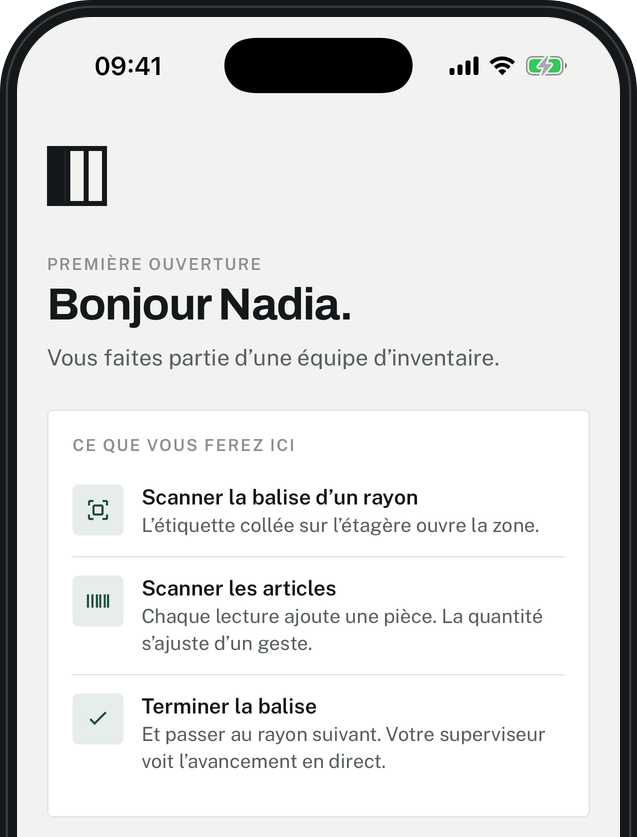 09:41
PREMIÈRE OUVERTURE
Bonjour Nadia.
Vous faites partie d’une équipe d’inventaire.
CE QUE VOUS FEREZ ICI
Scanner la balise d’un rayon
L’étiquette collée sur l’étagère ouvre la zone.
Scanner les articles
Chaque lecture ajoute une pièce. La quantité
s’ajuste d’un geste.
Terminer la balise
Et passer au rayon suivant. Votre superviseur
voit l’avancement en direct.